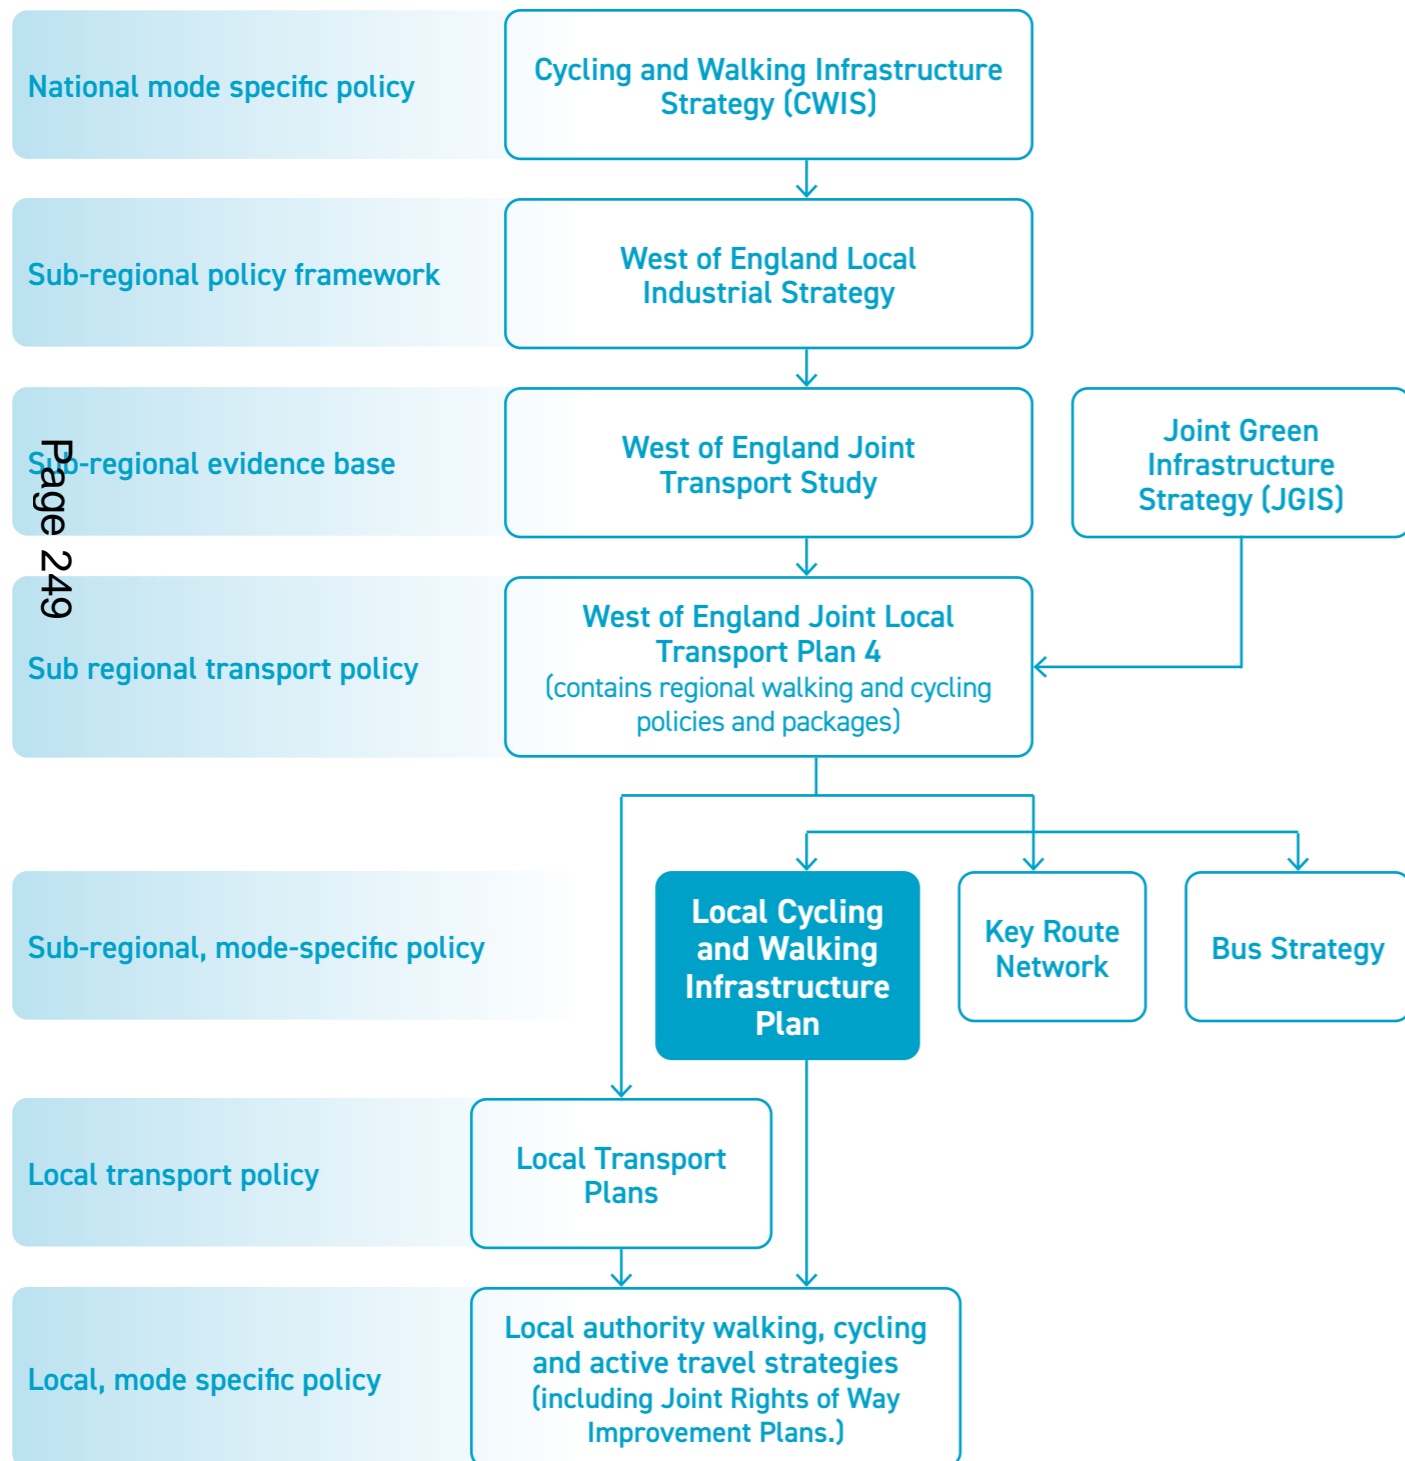 National mode specific policy
Cycling and Walking Infrastructure
Strategy (CWIS)
Sub-regional policy framework
West of England Local
Industrial Strategy
Sub-regional evidence base
West of England Joint
Transport Study
Joint Green
Infrastructure
Strategy (JGIS)
Page 249
Sub regional transport policy
West of England Joint Local
Transport Plan 4
(contains regional walking and cycling
policies and packages)
Sub-regional, mode-specific policy
Local Cycling
and Walking
Infrastructure
Plan
Key Route
Network
Bus Strategy
Local transport policy
Local Transport
Plans
Local, mode specific policy
Local authority walking, cycling
and active travel strategies
(including Joint Rights of Way
Improvement Plans.)